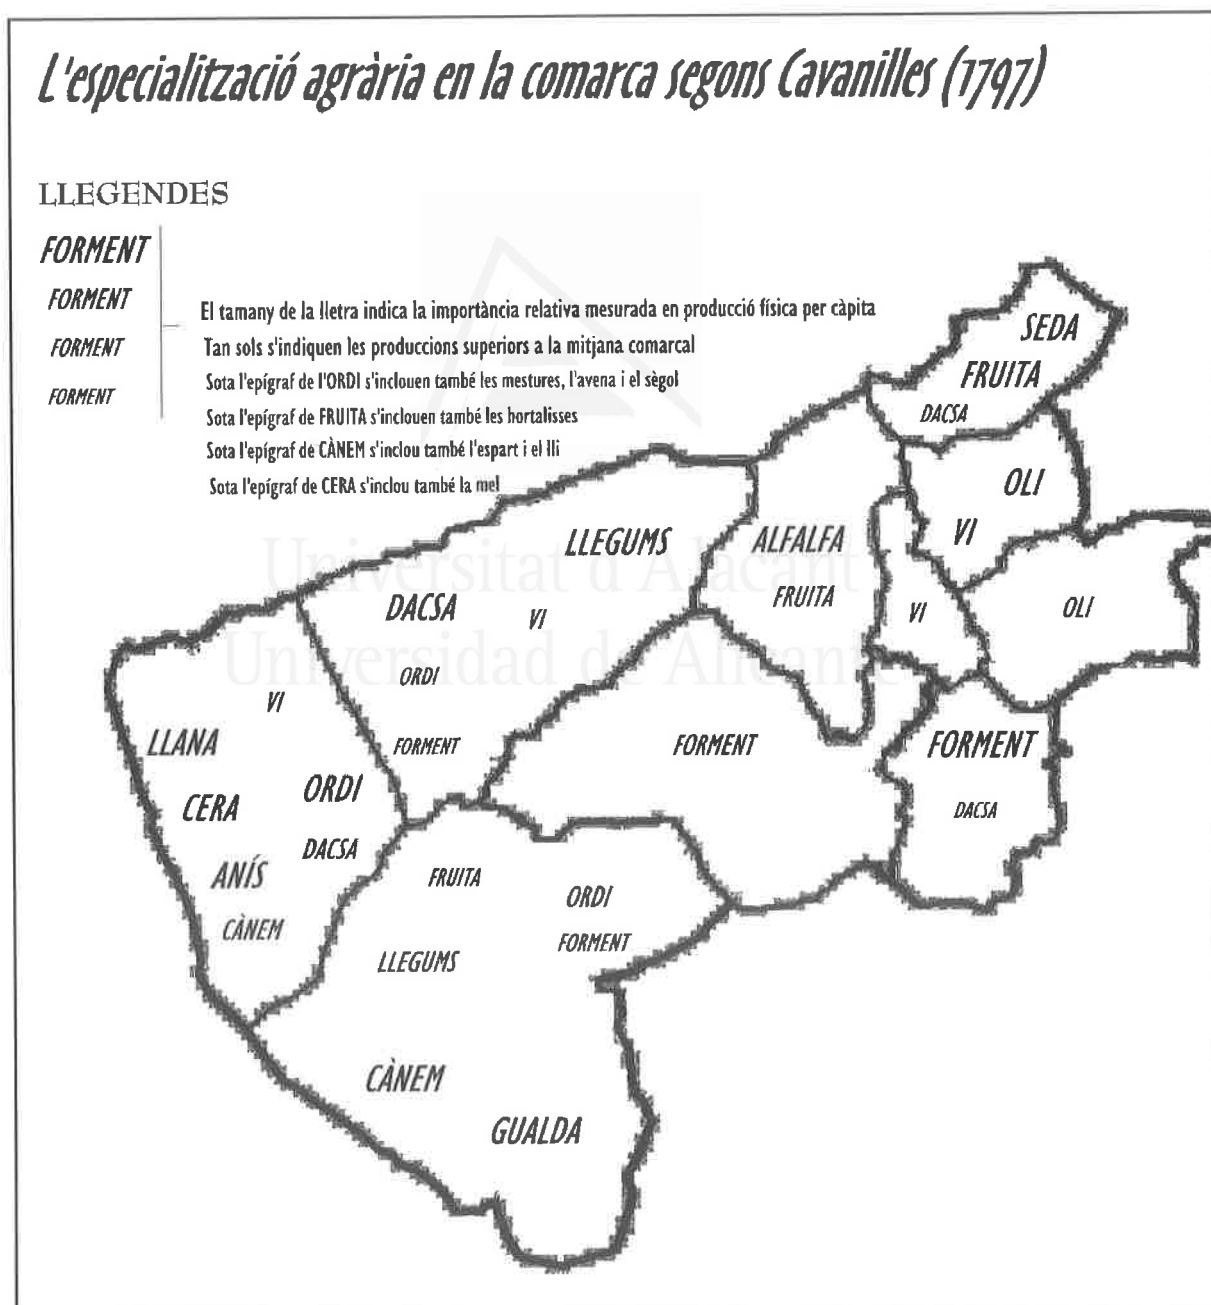 L'especialització agrària en la comarca segons Cavanilles (1797)
LLEGENDES
FORMENT
FORMENT
FORMENT
FORMENT
El tamany de la lletra indica la importància relativa mesurada en producció física per càpita
Tan sols s'indiquen les produccions superiors a la mitjana comarcal
Sota l'epígraf de l'ORDI s'inclouen també les mestures, l'avena i el sègol
Sota l'epígraf de FRUITA s'inclouen també les hortalisses
Sota l'epígraf de CÀNEM s'inclou també l'espart i el lli
Sota l'epígraf de CERA s'inclou també la mel
SEDA
FRUITA
DACSA
OLI
VI
LLEGUMS
ALFALFA
FRUITA
DACSA
VI
VI
OLI
ORDI
FORMENT
VI
LLANA
CERA
ORDI
DACSA
ANÍS
CÀNEM
FORMENT
FORMENT
DACSA
FRUITA
ORDI
FORMENT
LLEGUMS
CÀNEM
GUALDA
Universitat d'Alacant
Universidad de Alicante